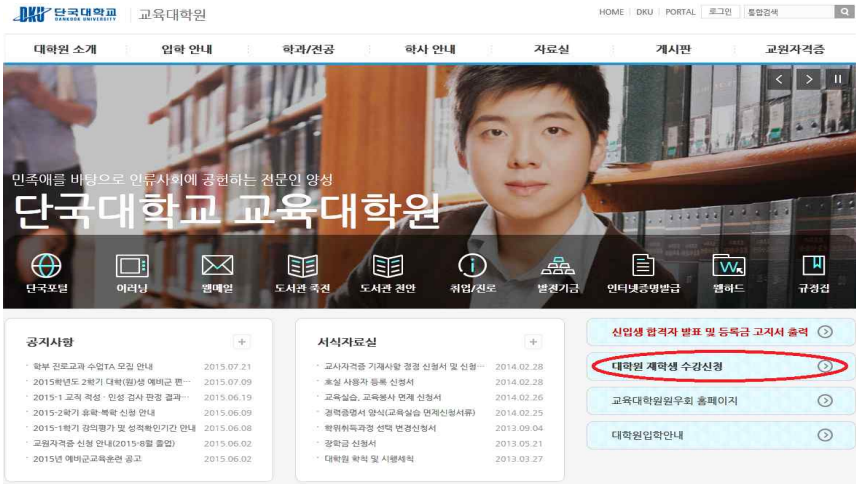 DKU 단국대학교 DANKOOK UNIVERSITY 교육대학원
HOME DKU PORTAL 로그인 통합검색
대학원 소개 입학 안내 학과/전공 학사 안내 자료실 게시판 교원자격증
민족애를 바탕으로 인류사회에 공헌하는 전문인 양성
단국대학교 교육대학원
단국포털 이러닝 웹메일 도서관 죽전 도서관 천안 취업/진로 발전기금 인터넷증명발급 웹하드 규정집
공지사항
학부 진로교과 수업TA 모집 안내 2015.07.21
2015학년도 2학기 대학(원)생 예비군 편··· 2015.07.09
2015-1 교직 적성·인성 검사 판정 결과··· 2015.06.19
2015-2학기 휴학·복학 신청 안내 2015.06.09
2015-1학기 강의평가 및 성적확인기간 안내 2015.06.08
교원자격증 신청 안내(2015-8월 졸업) 2015.06.02
2015년 예비군교육훈련 공고 2015.06.02
서식자료실
교사자격증 기재사항 정정 신청서 및 신청··· 2014.02.28
호실 사용자 등록 신청서 2014.02.28
교육실습, 교육봉사 면제 신청서 2014.02.26
경력증명서 양식(교육실습 면제신청서류) 2014.02.25
학위취득과정 선택 변경신청서 2013.09.04
장학금 신청서 2013.05.21
대학원 학칙 및 시행세칙 2013.03.27
신입생 합격자 발표 및 등록금 고지서 출력
대학원 재학생 수강신청
교육대학원원우회 홈페이지
대학원입학안내